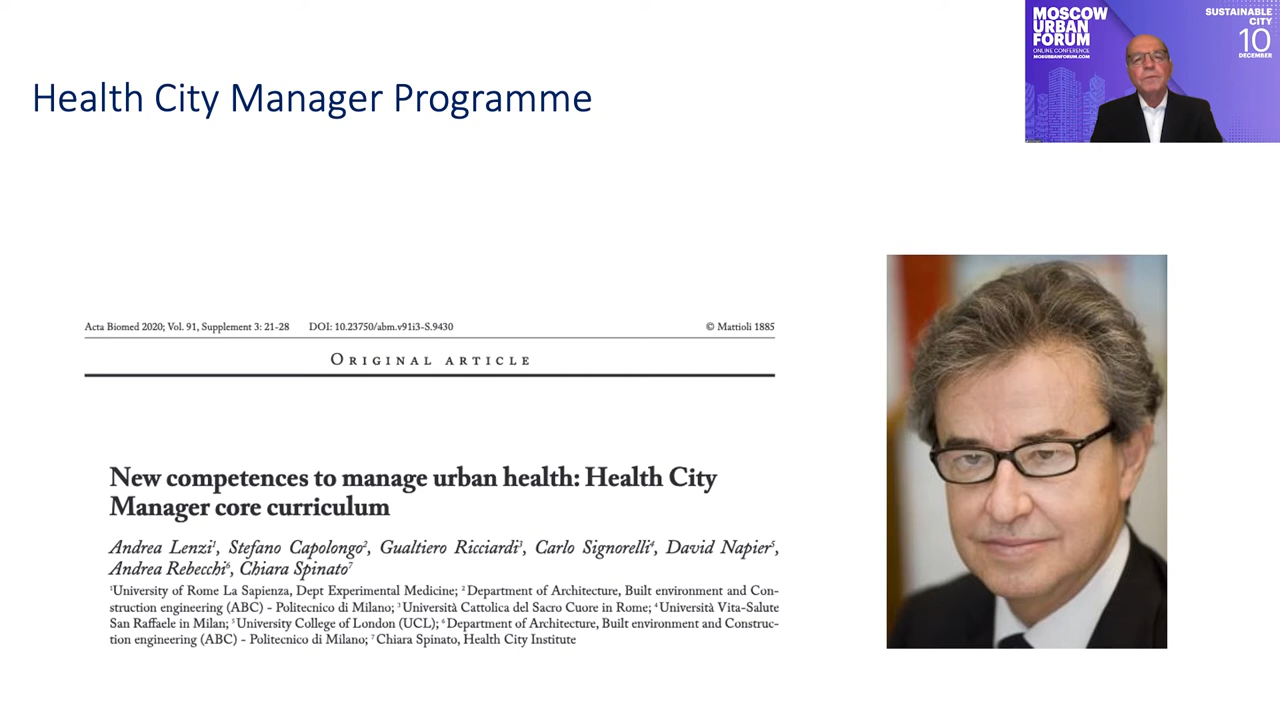 Health City Manager Programme
MOSCOW
URBAN
FORUM
ONLINE CONFERENCE
MOSURBANFORUM.COM
SUSTAINABLE
CITY
10
DECEMBER
Acta Biomed 2020; Vol. 91, Supplement 3: 21-28 DOI: 10.23750/abm.v91i3-S.9430 © Mattioli 1885
ORIGINAL ARTICLE
New competences to manage urban health: Health City
Manager core curriculum
Andrea Lenzi¹, Stefano Capolongo², Gualtiero Ricciardi³, Carlo Signorelli⁴, David Napier⁵,
Andrea Rebecchi⁶, Chiara Spinato⁷
¹University of Rome La Sapienza, Dept Experimental Medicine; ² Department of Architecture, Built environment and Con-
struction engineering (ABC) - Politecnico di Milano; ³ Università Cattolica del Sacro Cuore in Rome; ⁴ Università Vita-Salute
San Raffaele in Milan; ⁵ University College of London (UCL); ⁶ Department of Architecture, Built environment and Construc-
tion engineering (ABC) - Politecnico di Milano; ⁷ Chiara Spinato, Health City Institute